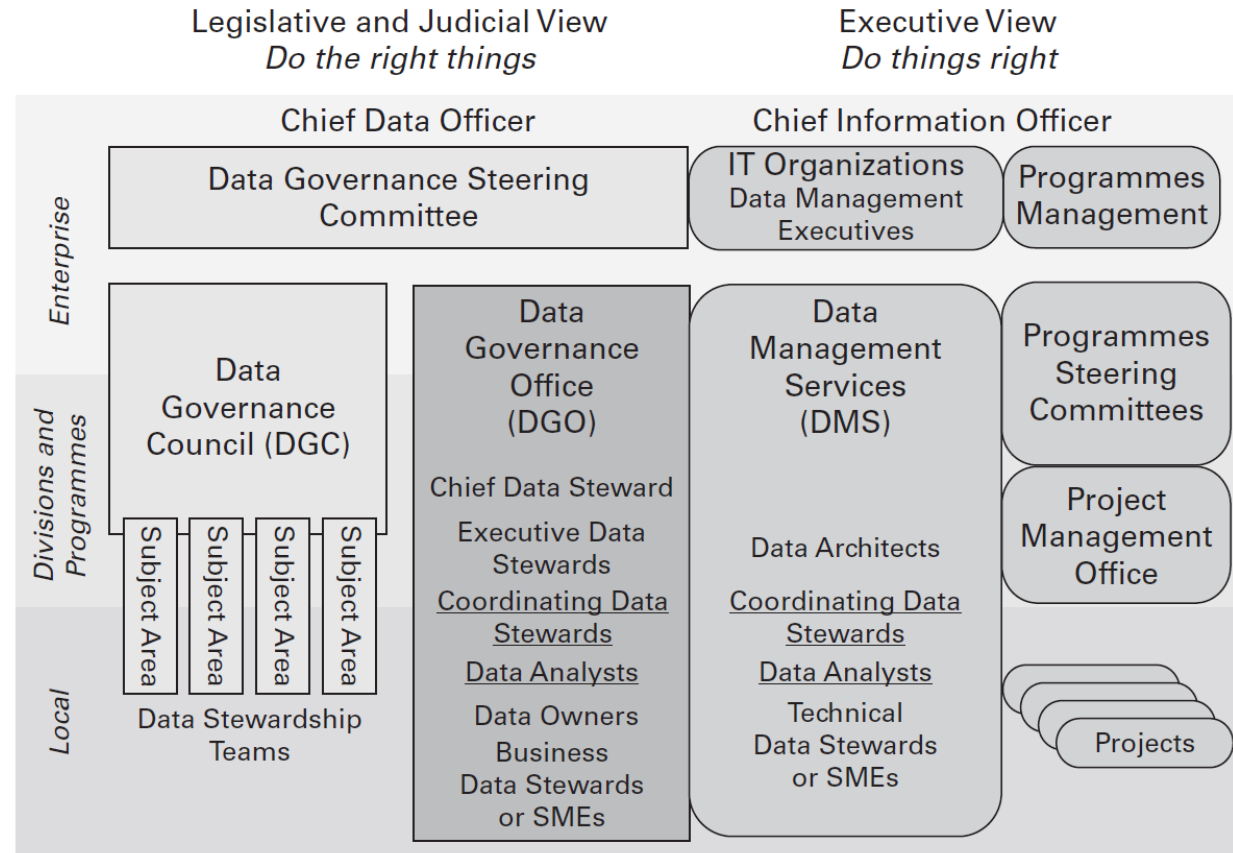 Legislative and Judicial View
Do the right things
Executive View
Do things right
Chief Data Officer
Chief Information Officer
Enterprise
Data Governance Steering
Committee
IT Organizations
Data Management
Executives
Programmes
Management
Divisions and
Programmes
Data
Governance
Council (DGC)
Subject Area
Subject Area
Subject Area
Subject Area
Local
Data Stewardship
Teams
Data
Governance
Office
(DGO)
Chief Data Steward
Executive Data
Stewards
Coordinating Data
Stewards
Data Analysts
Data Owners
Business
Data Stewards
or SMEs
Data
Management
Services
(DMS)
Data Architects
Coordinating Data
Stewards
Data Analysts
Technical
Data Stewards
or SMEs
Programmes
Steering
Committees
Project
Management
Office
Projects